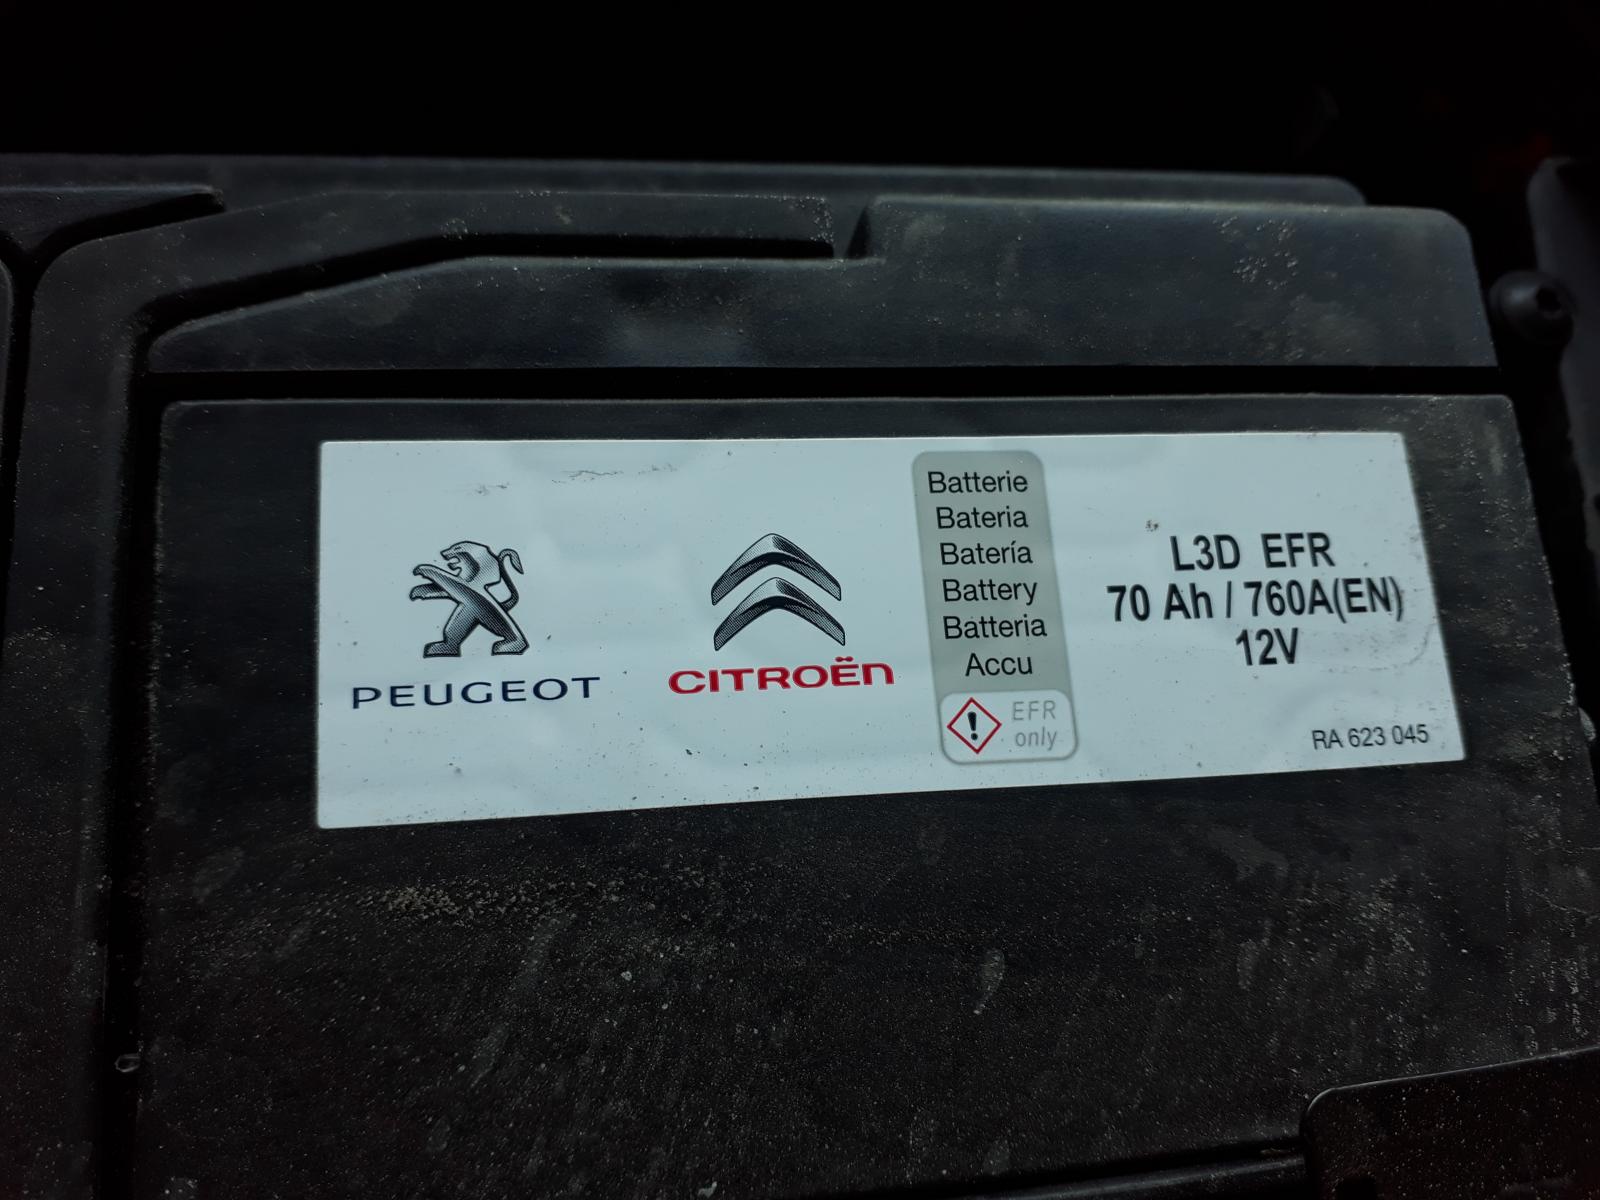 PEUGEOT
CITROËN
Batterie
Bateria
Batería
Battery
Batteria
Accu
EFR
only
L3D EFR
70 Ah / 760A(EN)
12V
RA 623 045